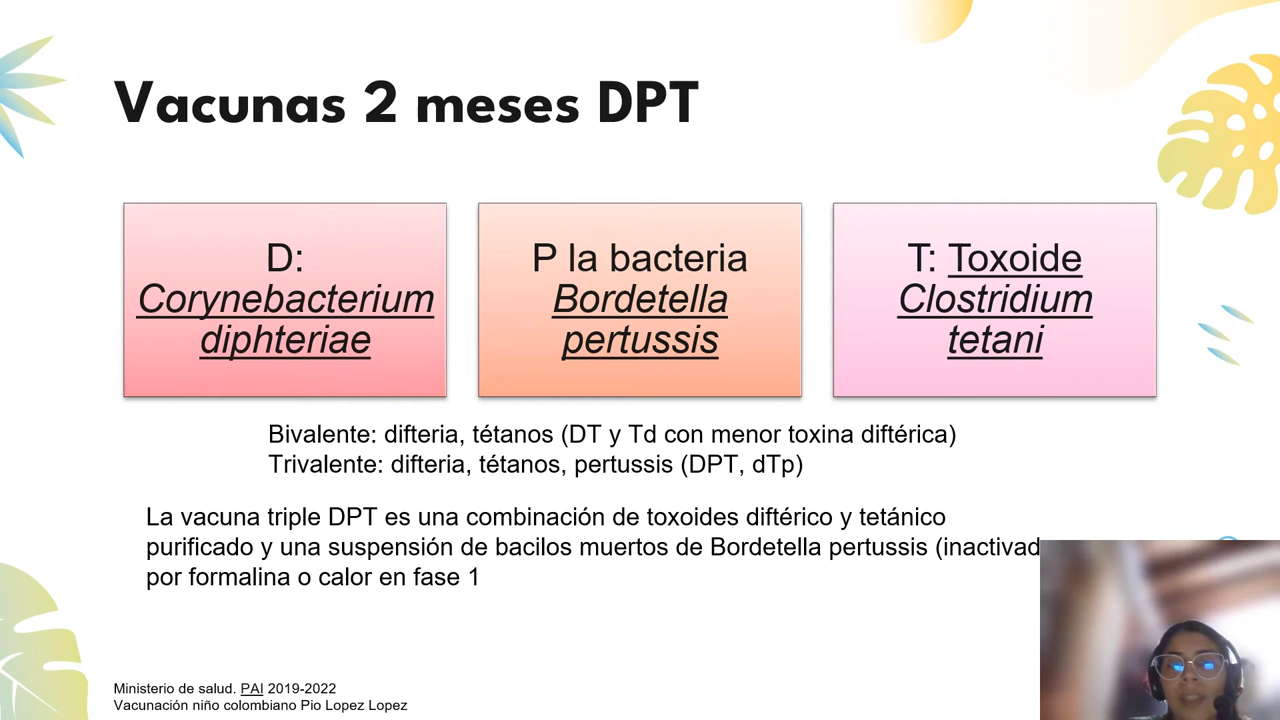 Vacunas 2 meses DPT
D:
Corynebacterium
diphteriae
P la bacteria
Bordetella
pertussis
T: Toxoide
Clostridium
tetani
Bivalente: difteria, tétanos (DT y Td con menor toxina diftérica)
Trivalente: difteria, tétanos, pertussis (DPT, dTp)
La vacuna triple DPT es una combinación de toxoides diftérico y tetánico
purificado y una suspensión de bacilos muertos de Bordetella pertussis (inactivad
por formalina o calor en fase 1
Ministerio de salud. PAI 2019-2022
Vacunación niño colombiano Pio Lopez Lopez